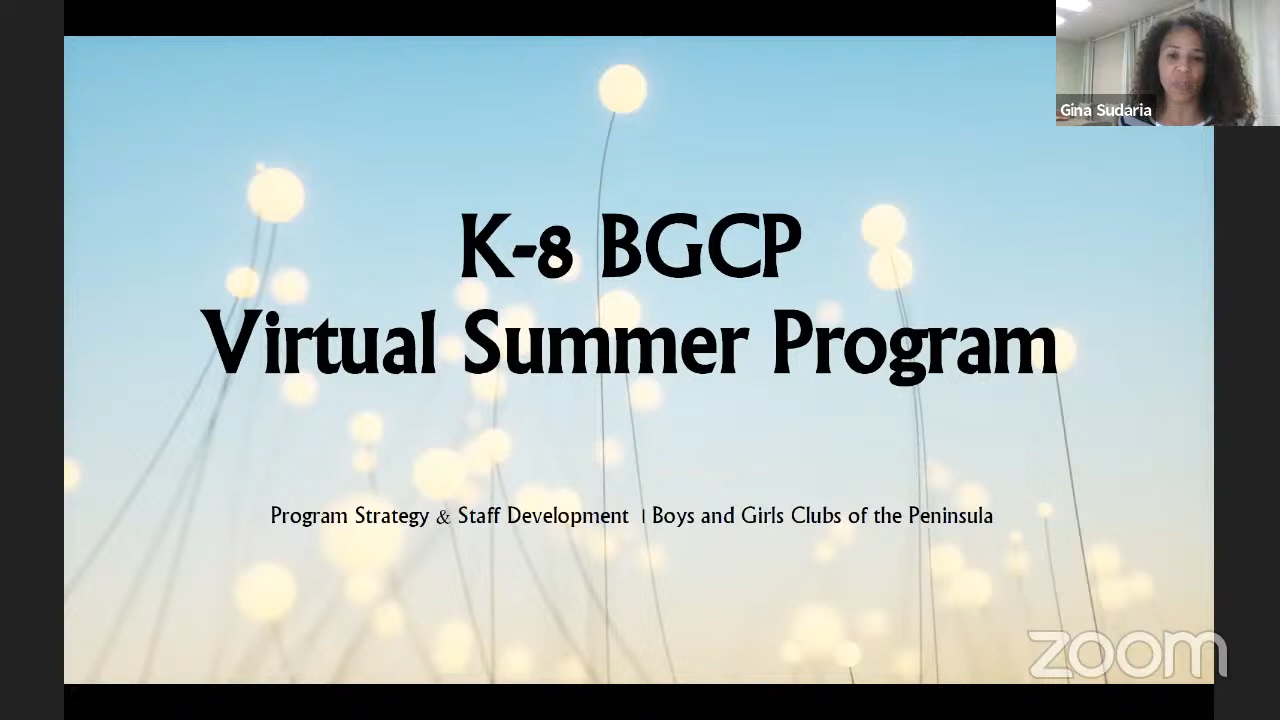 Gina Sudaria
K-8 BGCP
Virtual Summer Program
Program Strategy & Staff Development | Boys and Girls Clubs of the Peninsula
zoom